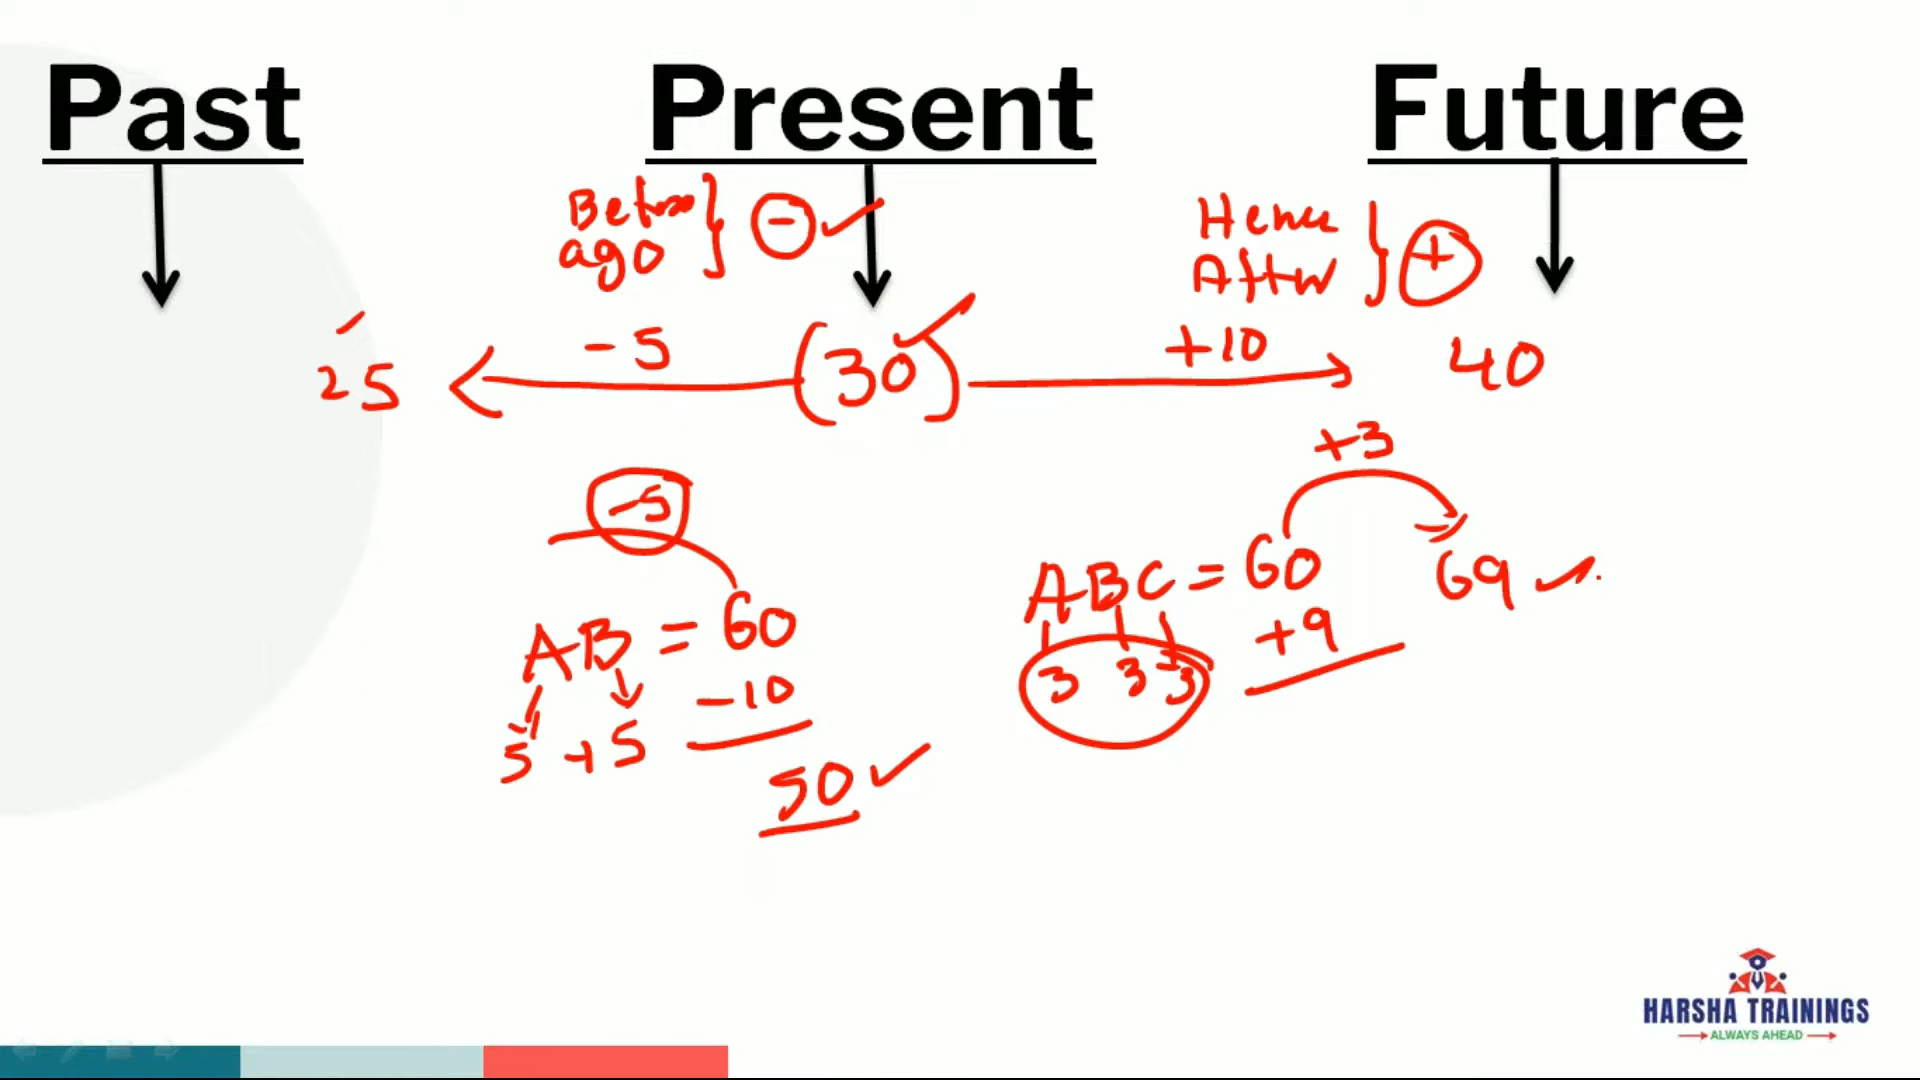 Past Present Future
Before
ago
} - ✓
Hence
After
} +
25 -5 (30) ✓ +10 40
-5
+3
AB = 60
-10
5 + 5
50 ✓
ABC = 60 69 ✓
+9
3 3 3
HARSHA TRAININGS
ALWAYS AHEAD